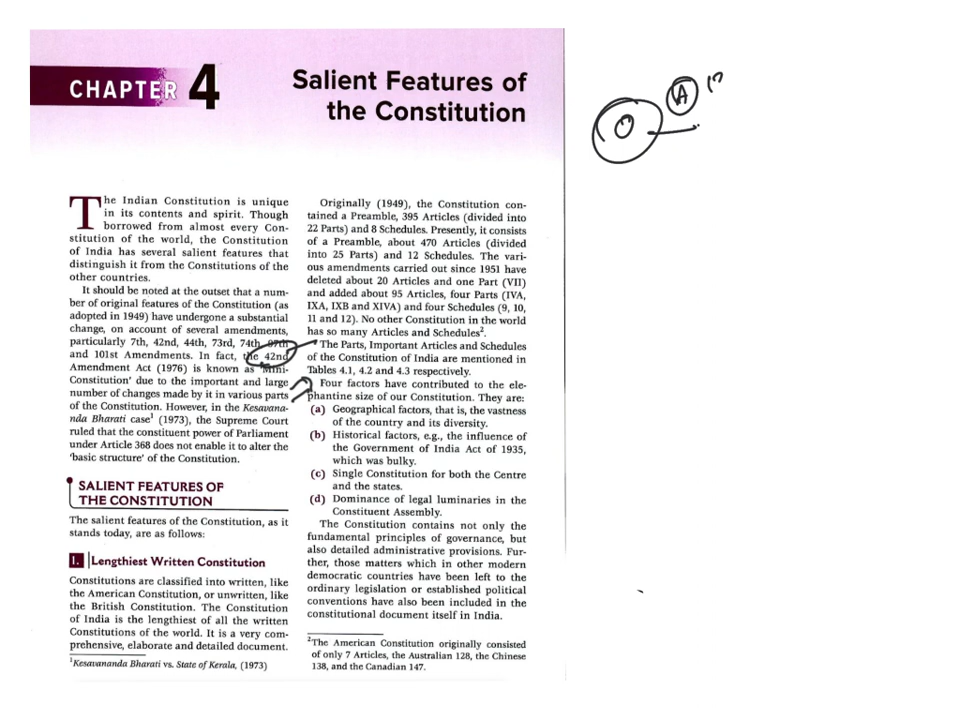 CHAPTER 4
Salient Features of
the Constitution
The Indian Constitution is unique
in its contents and spirit. Though
borrowed from almost every Con-
stitution of the world, the Constitution
of India has several salient features that
distinguish it from the Constitutions of the
other countries.
It should be noted at the outset that a num-
ber of original features of the Constitution (as
adopted in 1949) have undergone a substantial
change, on account of several amendments,
particularly 7th, 42nd, 44th, 73rd, 74th, 97th
and 101st Amendments. In fact, the 42nd
Amendment Act (1976) is known as 'Mini-
Constitution' due to the important and large
number of changes made by it in various parts
of the Constitution. However, in the Kesavana-
nda Bharati case¹ (1973), the Supreme Court
ruled that the constituent power of Parliament
under Article 368 does not enable it to alter the
'basic structure' of the Constitution.
SALIENT FEATURES OF
THE CONSTITUTION
The salient features of the Constitution, as it
stands today, are as follows:
1. Lengthiest Written Constitution
Constitutions are classified into written, like
the American Constitution, or unwritten, like
the British Constitution. The Constitution
of India is the lengthiest of all the written
Constitutions of the world. It is a very com-
prehensive, elaborate and detailed document.
¹Kesavananda Bharati vs. State of Kerala, (1973)
Originally (1949), the Constitution con-
tained a Preamble, 395 Articles (divided into
22 Parts) and 8 Schedules. Presently, it consists
of a Preamble, about 470 Articles (divided
into 25 Parts) and 12 Schedules. The vari-
ous amendments carried out since 1951 have
deleted about 20 Articles and one Part (VII)
and added about 95 Articles, four Parts (IVA,
IXA, IXB and XIVA) and four Schedules (9, 10,
11 and 12). No other Constitution in the world
has so many Articles and Schedules².
The Parts, Important Articles and Schedules
of the Constitution of India are mentioned in
Tables 4.1, 4.2 and 4.3 respectively.
Four factors have contributed to the ele-
phantine size of our Constitution. They are:
(a) Geographical factors, that is, the vastness
of the country and its diversity.
(b) Historical factors, e.g., the influence of
the Government of India Act of 1935,
which was bulky.
(c) Single Constitution for both the Centre
and the states.
(d) Dominance of legal luminaries in the
Constituent Assembly.
The Constitution contains not only the
fundamental principles of governance, but
also detailed administrative provisions. Fur-
ther, those matters which in other modern
democratic countries have been left to the
ordinary legislation or established political
conventions have also been included in the
constitutional document itself in India.
²The American Constitution originally consisted
of only 7 Articles, the Australian 128, the Chinese
138, and the Canadian 147.
A